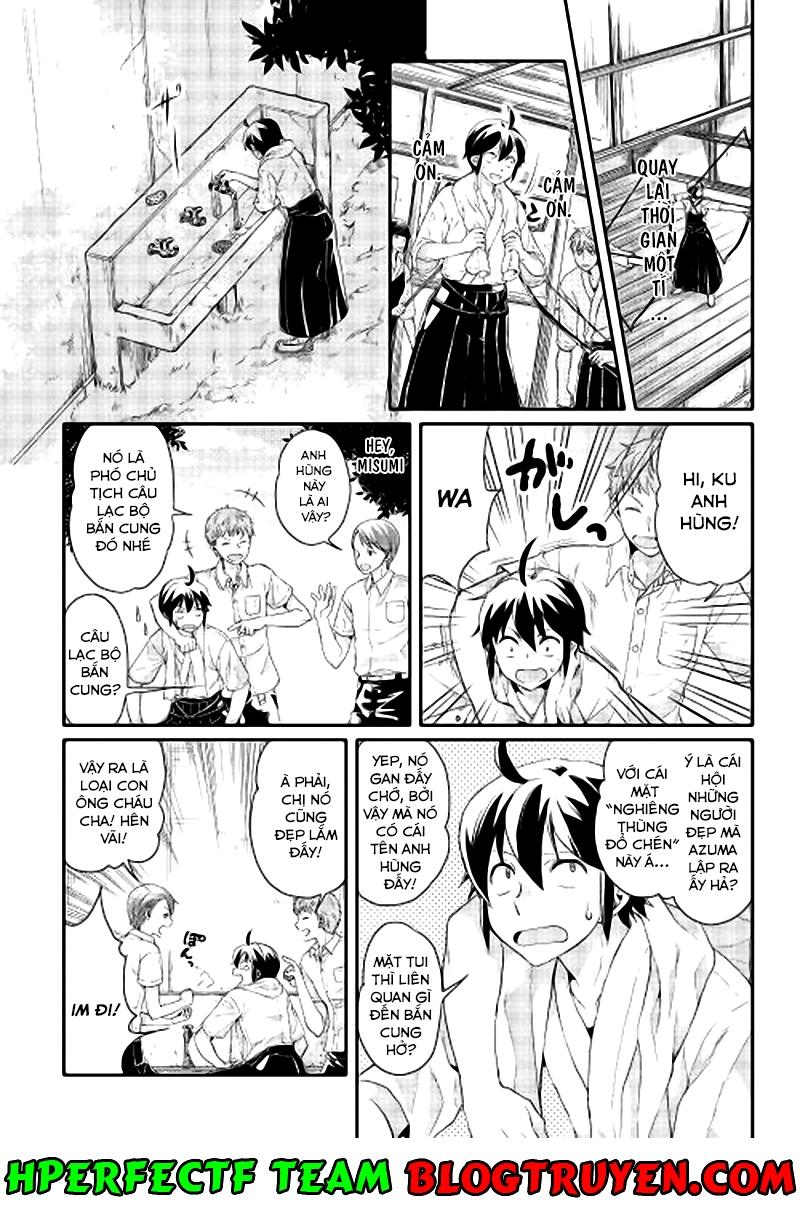 QUAY
LẠI
THỜI
GIAN
MỘT
TÍ
...
CẢM
ƠN.
CẢM
ƠN.
HI, KU
ANH
HÙNG!
WA
がしっ
HEY,
MISUMI
ANH
HÙNG
NÀY
LÀ AI
VẬY?
NÓ LÀ
PHÓ CHỦ
TỊCH CÂU
LẠC BỘ
BẮN CUNG
ĐÓ NHÉ
CÂU
LẠC BỘ
BẮN
CUNG?
Ý LÀ CÁI
HỘI
NHỮNG
NGƯỜI
ĐẸP MÀ
AZUMA
LẬP RA
ẤY HẢ?
VỚI CÁI
MẶT
“NGHIÊNG
THÙNG
ĐỔ CHÉN”
NÀY Á...
YEP, NÓ
GAN ĐẤY
CHỚ, BỞI
VẬY MÀ NÓ
CÓ CÁI
TÊN ANH
HÙNG ĐẤY!
MẶT TUI
THÌ LIÊN
QUAN GÌ
ĐẾN BẮN
CUNG
HỞ?
À PHẢI,
CHỊ NÓ
CŨNG
ĐẸP LẮM
ĐẤY!
VẬY RA LÀ
LOẠI CON
ÔNG CHÁU
CHA! HÊN
VÃI!
IM ĐI!
HPERFECTF TEAM BLOGTRUYEN.COM